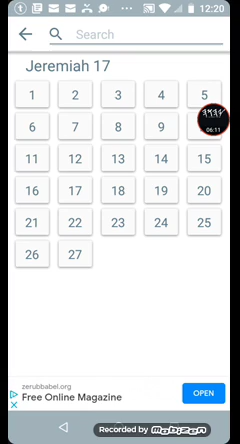 12:20
Search
Jeremiah 17
1 2 3 4 5
6 7 8 9
11 12 13 14 15
16 17 18 19 20
21 22 23 24 25
26 27
𐤉𐤄𐤅𐤄
06:11
zerubbabel.org
Free Online Magazine
OPEN
Recorded by Mobizen